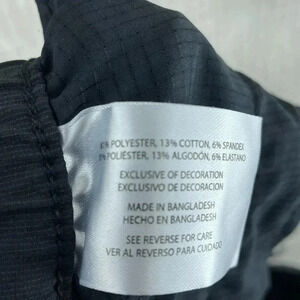 POLYESTER, 13% COTTON, 6% SPANDEX
POLIÉSTER, 13% ALGODÓN, 6% ELASTANO
EXCLUSIVE OF DECORATION
EXCLUSIVO DE DECORACION
MADE IN BANGLADESH
HECHO EN BANGLADESH
SEE REVERSE FOR CARE
VER AL REVERSO PARA CUIDADO